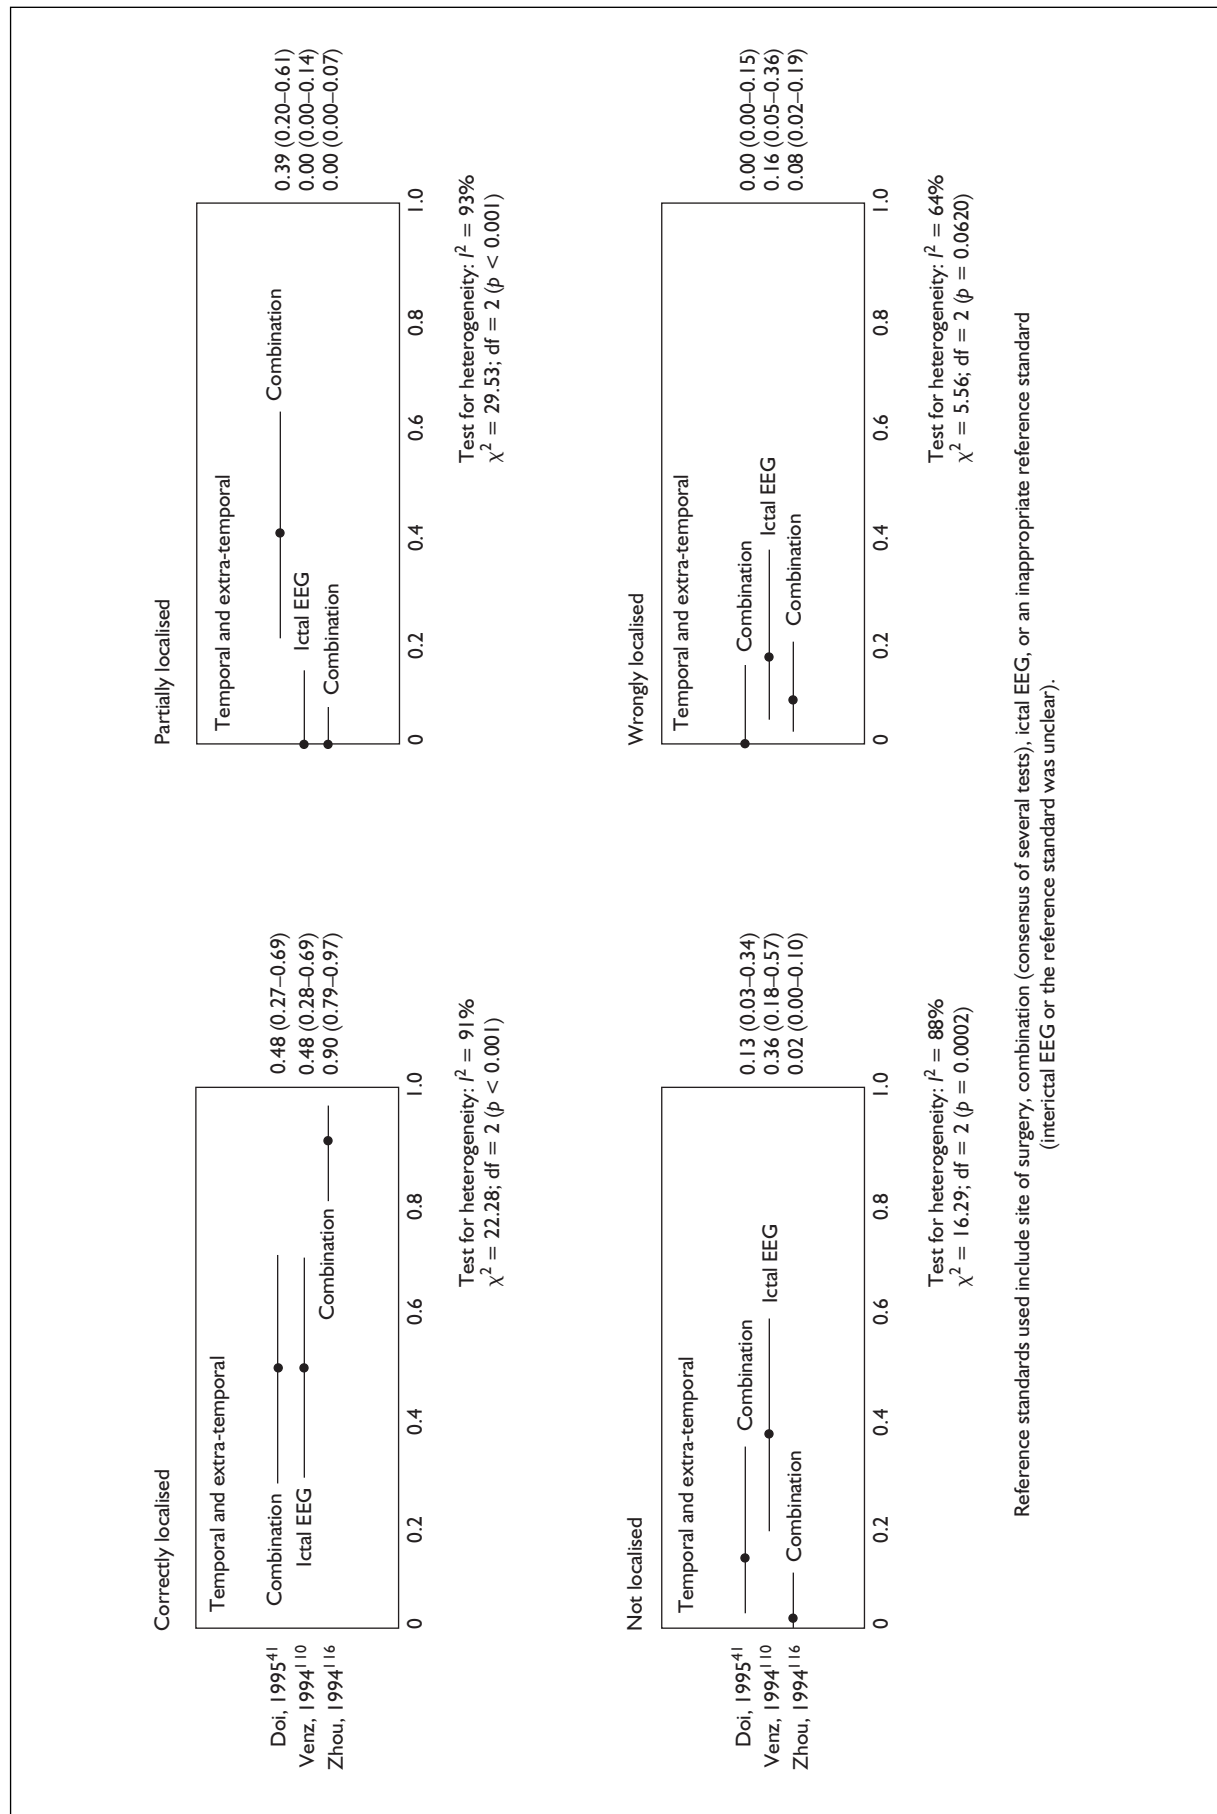 Correctly localised
Temporal and extra-temporal
Doi, 1995⁴¹
Combination
0.48 (0.27–0.69)
Venz, 1994¹¹⁰
Ictal EEG
0.48 (0.28–0.69)
Zhou, 1994¹¹⁶
Combination
0.90 (0.79–0.97)
0 0.2 0.4 0.6 0.8 1.0
Test for heterogeneity: I² = 91%
χ² = 22.28; df = 2 (p < 0.001)
Partially localised
Temporal and extra-temporal
Combination
0.39 (0.20–0.61)
Ictal EEG
0.00 (0.00–0.14)
Combination
0.00 (0.00–0.07)
0 0.2 0.4 0.6 0.8 1.0
Test for heterogeneity: I² = 93%
χ² = 29.53; df = 2 (p < 0.001)
Not localised
Temporal and extra-temporal
Doi, 1995⁴¹
Combination
0.13 (0.03–0.34)
Venz, 1994¹¹⁰
Ictal EEG
0.36 (0.18–0.57)
Zhou, 1994¹¹⁶
Combination
0.02 (0.00–0.10)
0 0.2 0.4 0.6 0.8 1.0
Test for heterogeneity: I² = 88%
χ² = 16.29; df = 2 (p = 0.0002)
Wrongly localised
Temporal and extra-temporal
Combination
0.00 (0.00–0.15)
Ictal EEG
0.16 (0.05–0.36)
Combination
0.08 (0.02–0.19)
0 0.2 0.4 0.6 0.8 1.0
Test for heterogeneity: I² = 64%
χ² = 5.56; df = 2 (p = 0.0620)
Reference standards used include site of surgery, combination (consensus of several tests), ictal EEG, or an inappropriate reference standard
(interictal EEG or the reference standard was unclear).